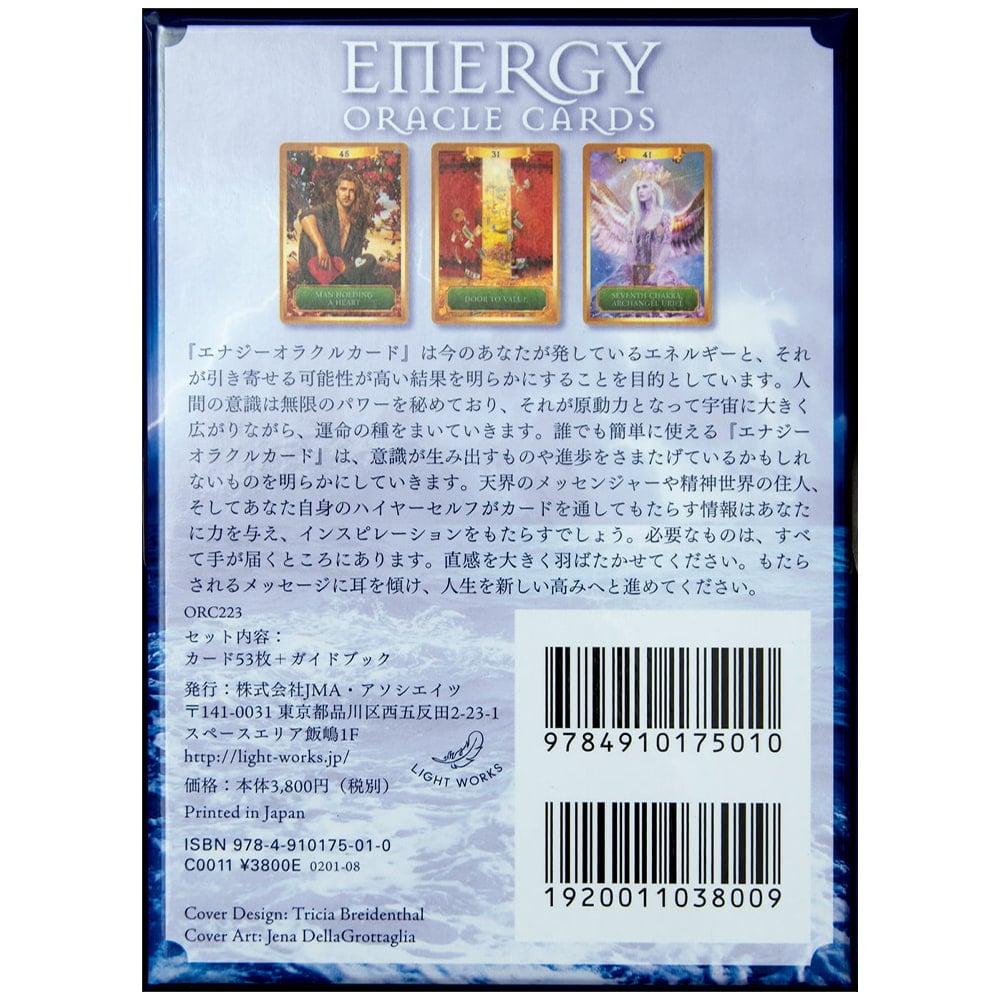 ENERGY
ORACLE CARDS
45
MAN HOLDING
A HEART
31
DOOR TO VALUE
41
SEVENTH CHAKRA,
ARCHANGEL URIEL
『エナジーオラクルカード』は今のあなたが発しているエネルギーと、それ
が引き寄せる可能性が高い結果を明らかにすることを目的としています。人
間の意識は無限のパワーを秘めており、それが原動力となって宇宙に大きく
広がりながら、運命の種をまいていきます。誰でも簡単に使える『エナジー
オラクルカード』は、意識が生み出すものや進歩をさまたげているかもしれ
ないものを明らかにしていきます。天界のメッセンジャーや精神世界の住人、
そしてあなた自身のハイヤーセルフがカードを通してもたらす情報はあなた
に力を与え、インスピレーションをもたらすでしょう。必要なものは、すべ
て手が届くところにあります。直感を大きく羽ばたかせてください。もたら
されるメッセージに耳を傾け、人生を新しい高みへと進めてください。
ORC223
セット内容：
カード53枚＋ガイドブック
発行：株式会社JMA・アソシエイツ
〒141-0031 東京都品川区西五反田2-23-1
スペースエリア飯嶋1F
http://light-works.jp/
LIGHT WORKS
価格：本体3,800円（税別）
Printed in Japan
ISBN 978-4-910175-01-0
C0011 ¥3800E 0201-08
Cover Design: Tricia Breidenthal
Cover Art: Jena DellaGrottaglia
9784910175010
1920011038009